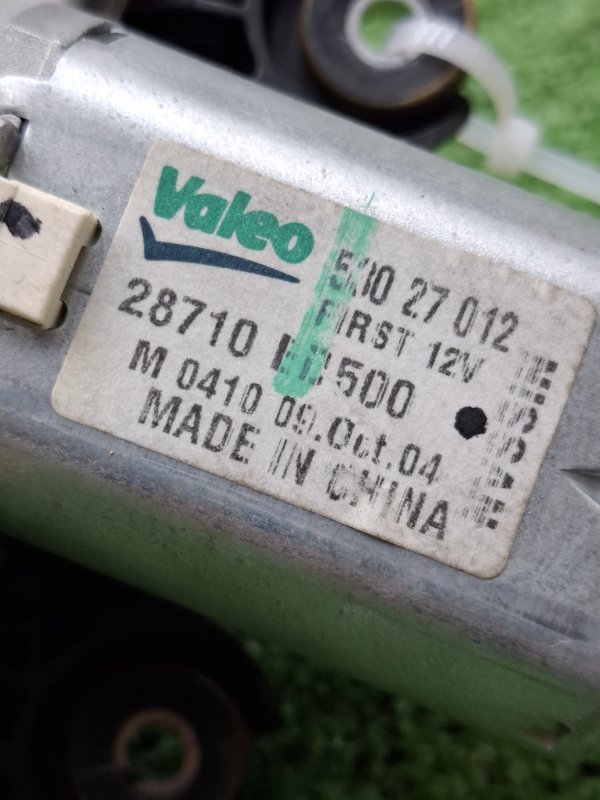 Valeo
27 012
FIRST 12V
28710
M 0410 09.Oct.04
MADE IN CHINA